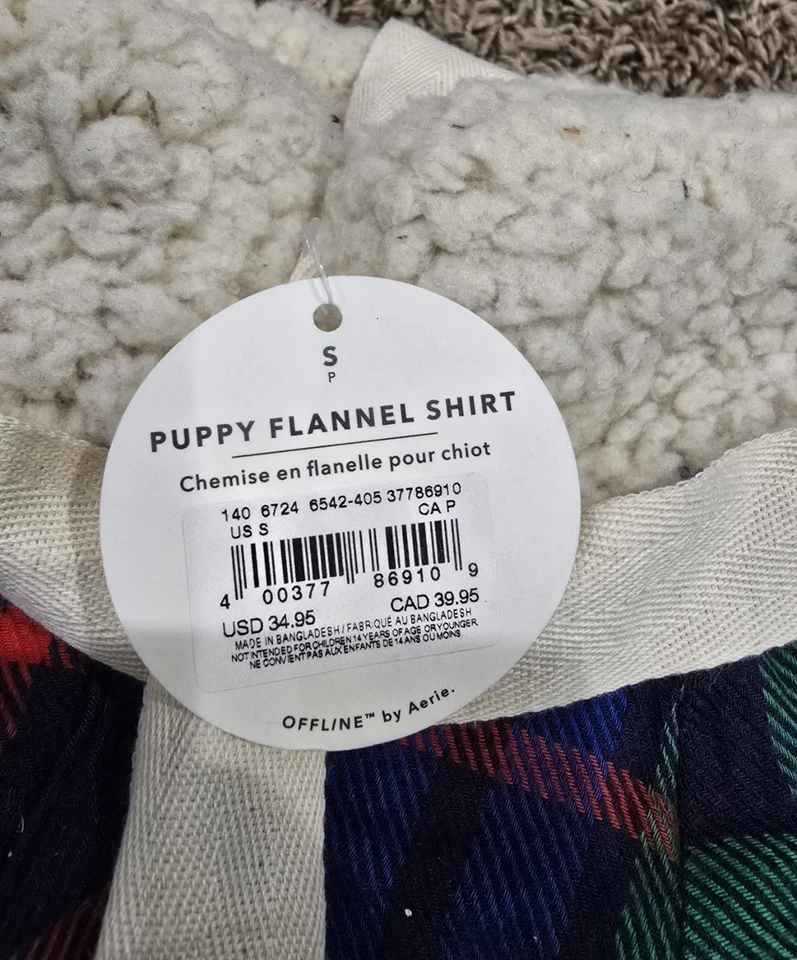 S
P
PUPPY FLANNEL SHIRT
Chemise en flanelle pour chiot
140 6724 6542-405 37786910
US S CA P
4 00377 86910 9
USD 34.95 CAD 39.95
MADE IN BANGLADESH / FABRIQUÉ AU BANGLADESH
NOT INTENDED FOR CHILDREN 14 YEARS OF AGE OR YOUNGER
NE CONVIENT PAS AUX ENFANTS DE 14 ANS OU MOINS.
OFFL/NE™ by Aerie.